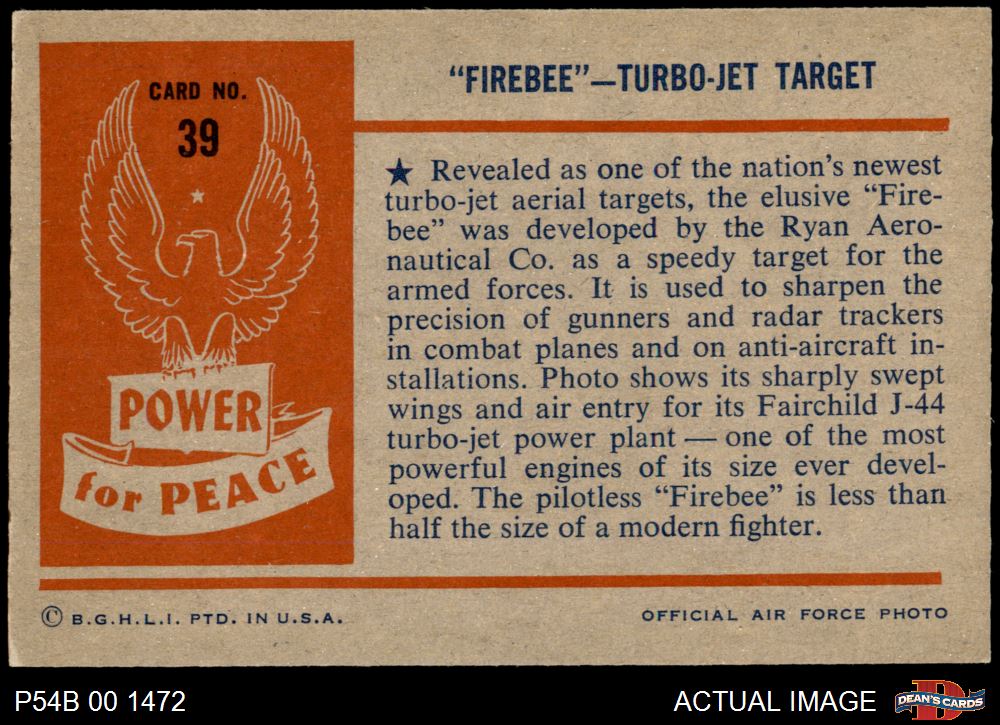 CARD NO.
39
POWER
for PEACE
"FIREBEE"—TURBO-JET TARGET
★ Revealed as one of the nation's newest
turbo-jet aerial targets, the elusive "Fire-
bee" was developed by the Ryan Aero-
nautical Co. as a speedy target for the
armed forces. It is used to sharpen the
precision of gunners and radar trackers
in combat planes and on anti-aircraft in-
stallations. Photo shows its sharply swept
wings and air entry for its Fairchild J-44
turbo-jet power plant — one of the most
powerful engines of its size ever devel-
oped. The pilotless "Firebee" is less than
half the size of a modern fighter.
© B.G.H.L.I. PTD. IN U.S.A.
OFFICIAL AIR FORCE PHOTO
P54B 00 1472
ACTUAL IMAGE
D
DEAN'S CARDS